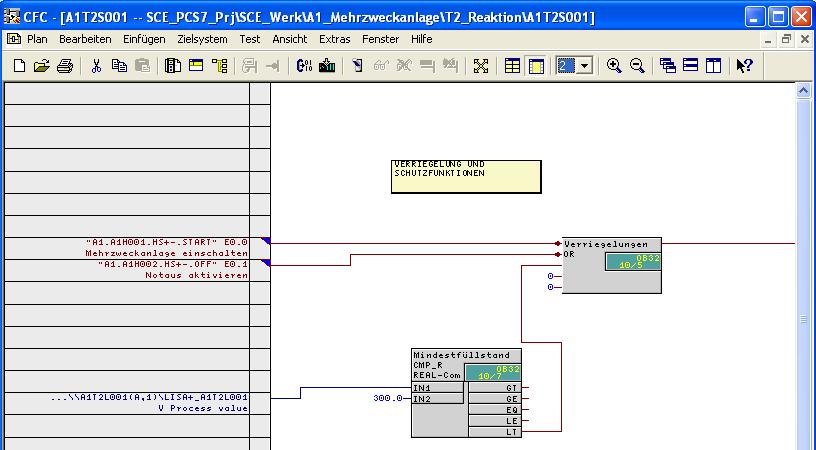 CFC - [A1T2S001 -- SCE_PCS7_Prj\SCE_Werk\A1_Mehrzweckanlage\T2_Reaktion\A1T2S001]
Plan Bearbeiten Einfügen Zielsystem Test Ansicht Extras Fenster Hilfe
2
VERRIEGELUNG UND
SCHUTZFUNKTIONEN
"A1.A1H001.HS+-.START" E0.0
Mehrzweckanlage einschalten
"A1.A1H002.HS+-.OFF" E0.1
Notaus aktivieren
Verriegelungen
OR
OB32
10/5
0
0
Mindestfüllstand
CMP_R
REAL-Com
OB32
10/7
IN1 GT
300.0 IN2 GE
EQ
LE
LT
...\\A1T2L001(A,1)\LISA+_A1T2L001
V Process value